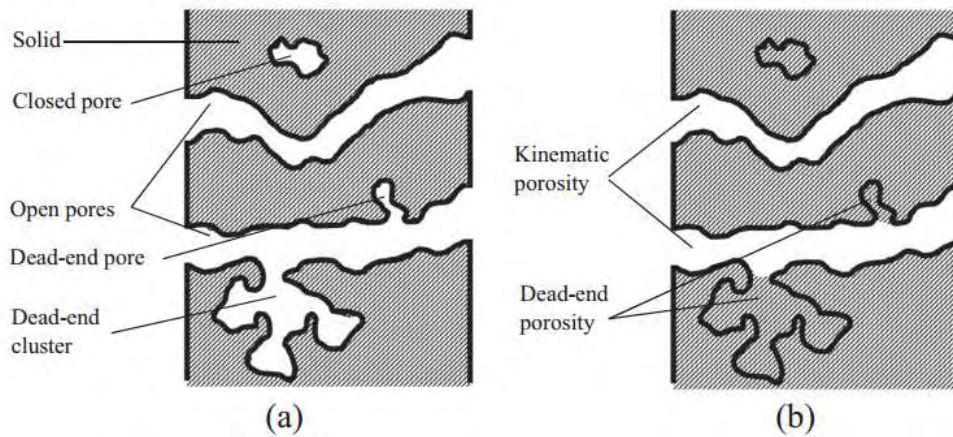 Solid
Closed pore
Open pores
Dead-end pore
Dead-end
cluster
(a)
Kinematic
porosity
Dead-end
porosity
(b)